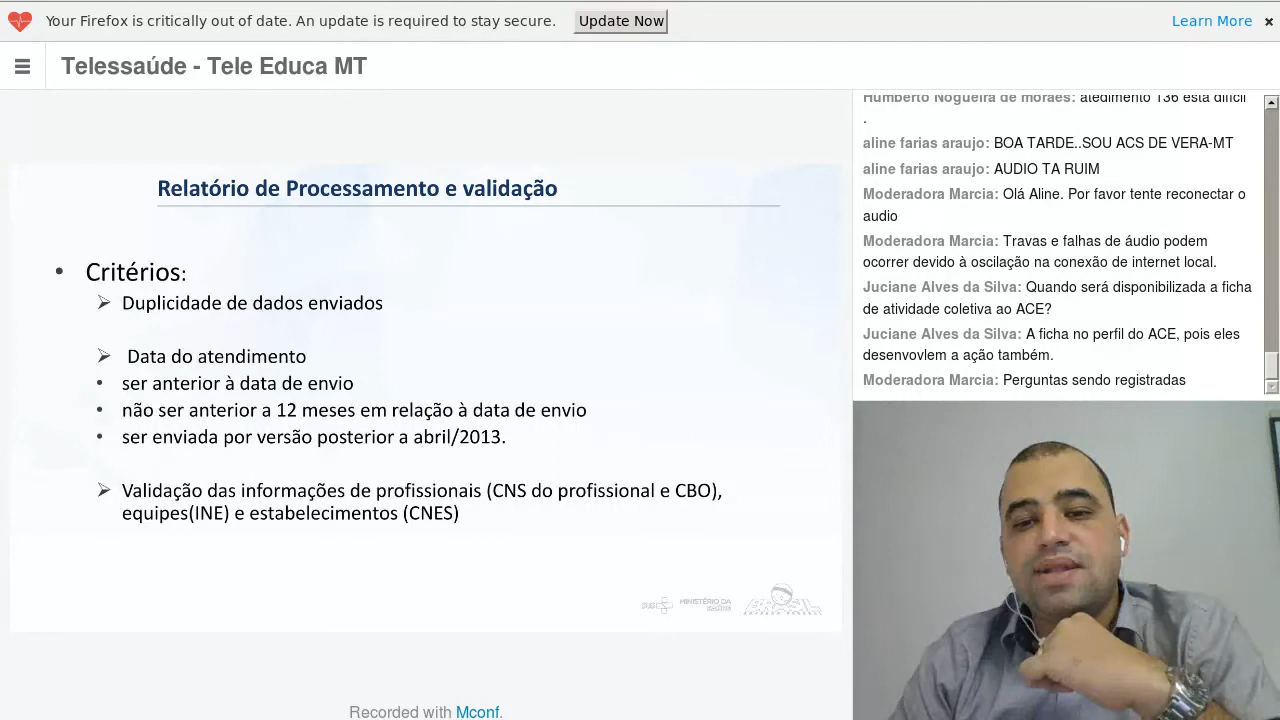 Your Firefox is critically out of date. An update is required to stay secure.
Update Now
Learn More
Telessaúde - Tele Educa MT
Relatório de Processamento e validação
• Critérios:
➢ Duplicidade de dados enviados
➢ Data do atendimento
• ser anterior à data de envio
• não ser anterior a 12 meses em relação à data de envio
• ser enviada por versão posterior a abril/2013.
➢ Validação das informações de profissionais (CNS do profissional e CBO),
equipes(INE) e estabelecimentos (CNES)
SUS
MINISTÉRIO DA
SAÚDE
BRASIL
Recorded with Mconf.
Humberto Nogueira de moraes: atedimento 136 esta dificil
.
aline farias araujo: BOA TARDE..SOU ACS DE VERA-MT
aline farias araujo: AUDIO TA RUIM
Moderadora Marcia: Olá Aline. Por favor tente reconectar o
audio
Moderadora Marcia: Travas e falhas de áudio podem
ocorrer devido à oscilação na conexão de internet local.
Juciane Alves da Silva: Quando será disponibilizada a ficha
de atividade coletiva ao ACE?
Juciane Alves da Silva: A ficha no perfil do ACE, pois eles
desenvovlem a ação também.
Moderadora Marcia: Perguntas sendo registradas